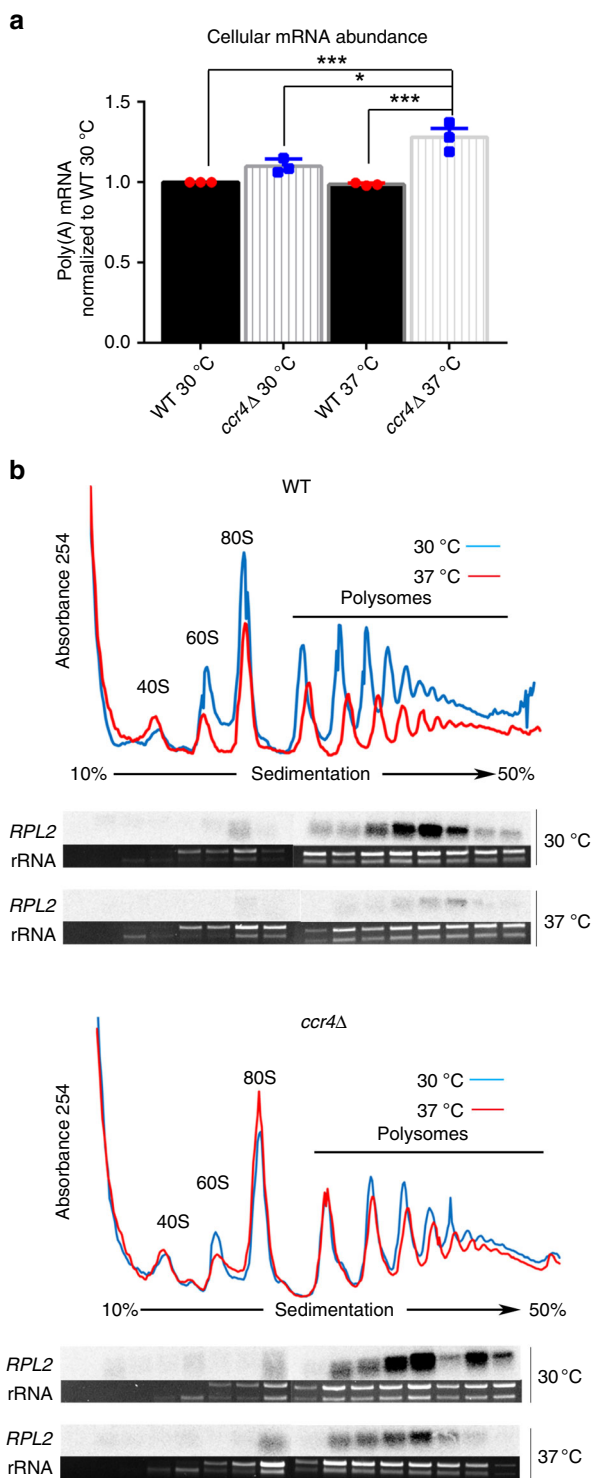 a
Cellular mRNA abundance
***
*
***
Poly(A) mRNA
normalized to WT 30 °C
1.5
1.0
0.5
0.0
WT 30 °C
ccr4Δ 30 °C
WT 37 °C
ccr4Δ 37 °C
b
WT
Absorbance 254
80S
60S
40S
30 °C
37 °C
Polysomes
10%
Sedimentation
50%
RPL2
rRNA
30 °C
RPL2
rRNA
37 °C
ccr4Δ
Absorbance 254
80S
60S
40S
30 °C
37 °C
Polysomes
10%
Sedimentation
50%
RPL2
rRNA
30 °C
RPL2
rRNA
37 °C